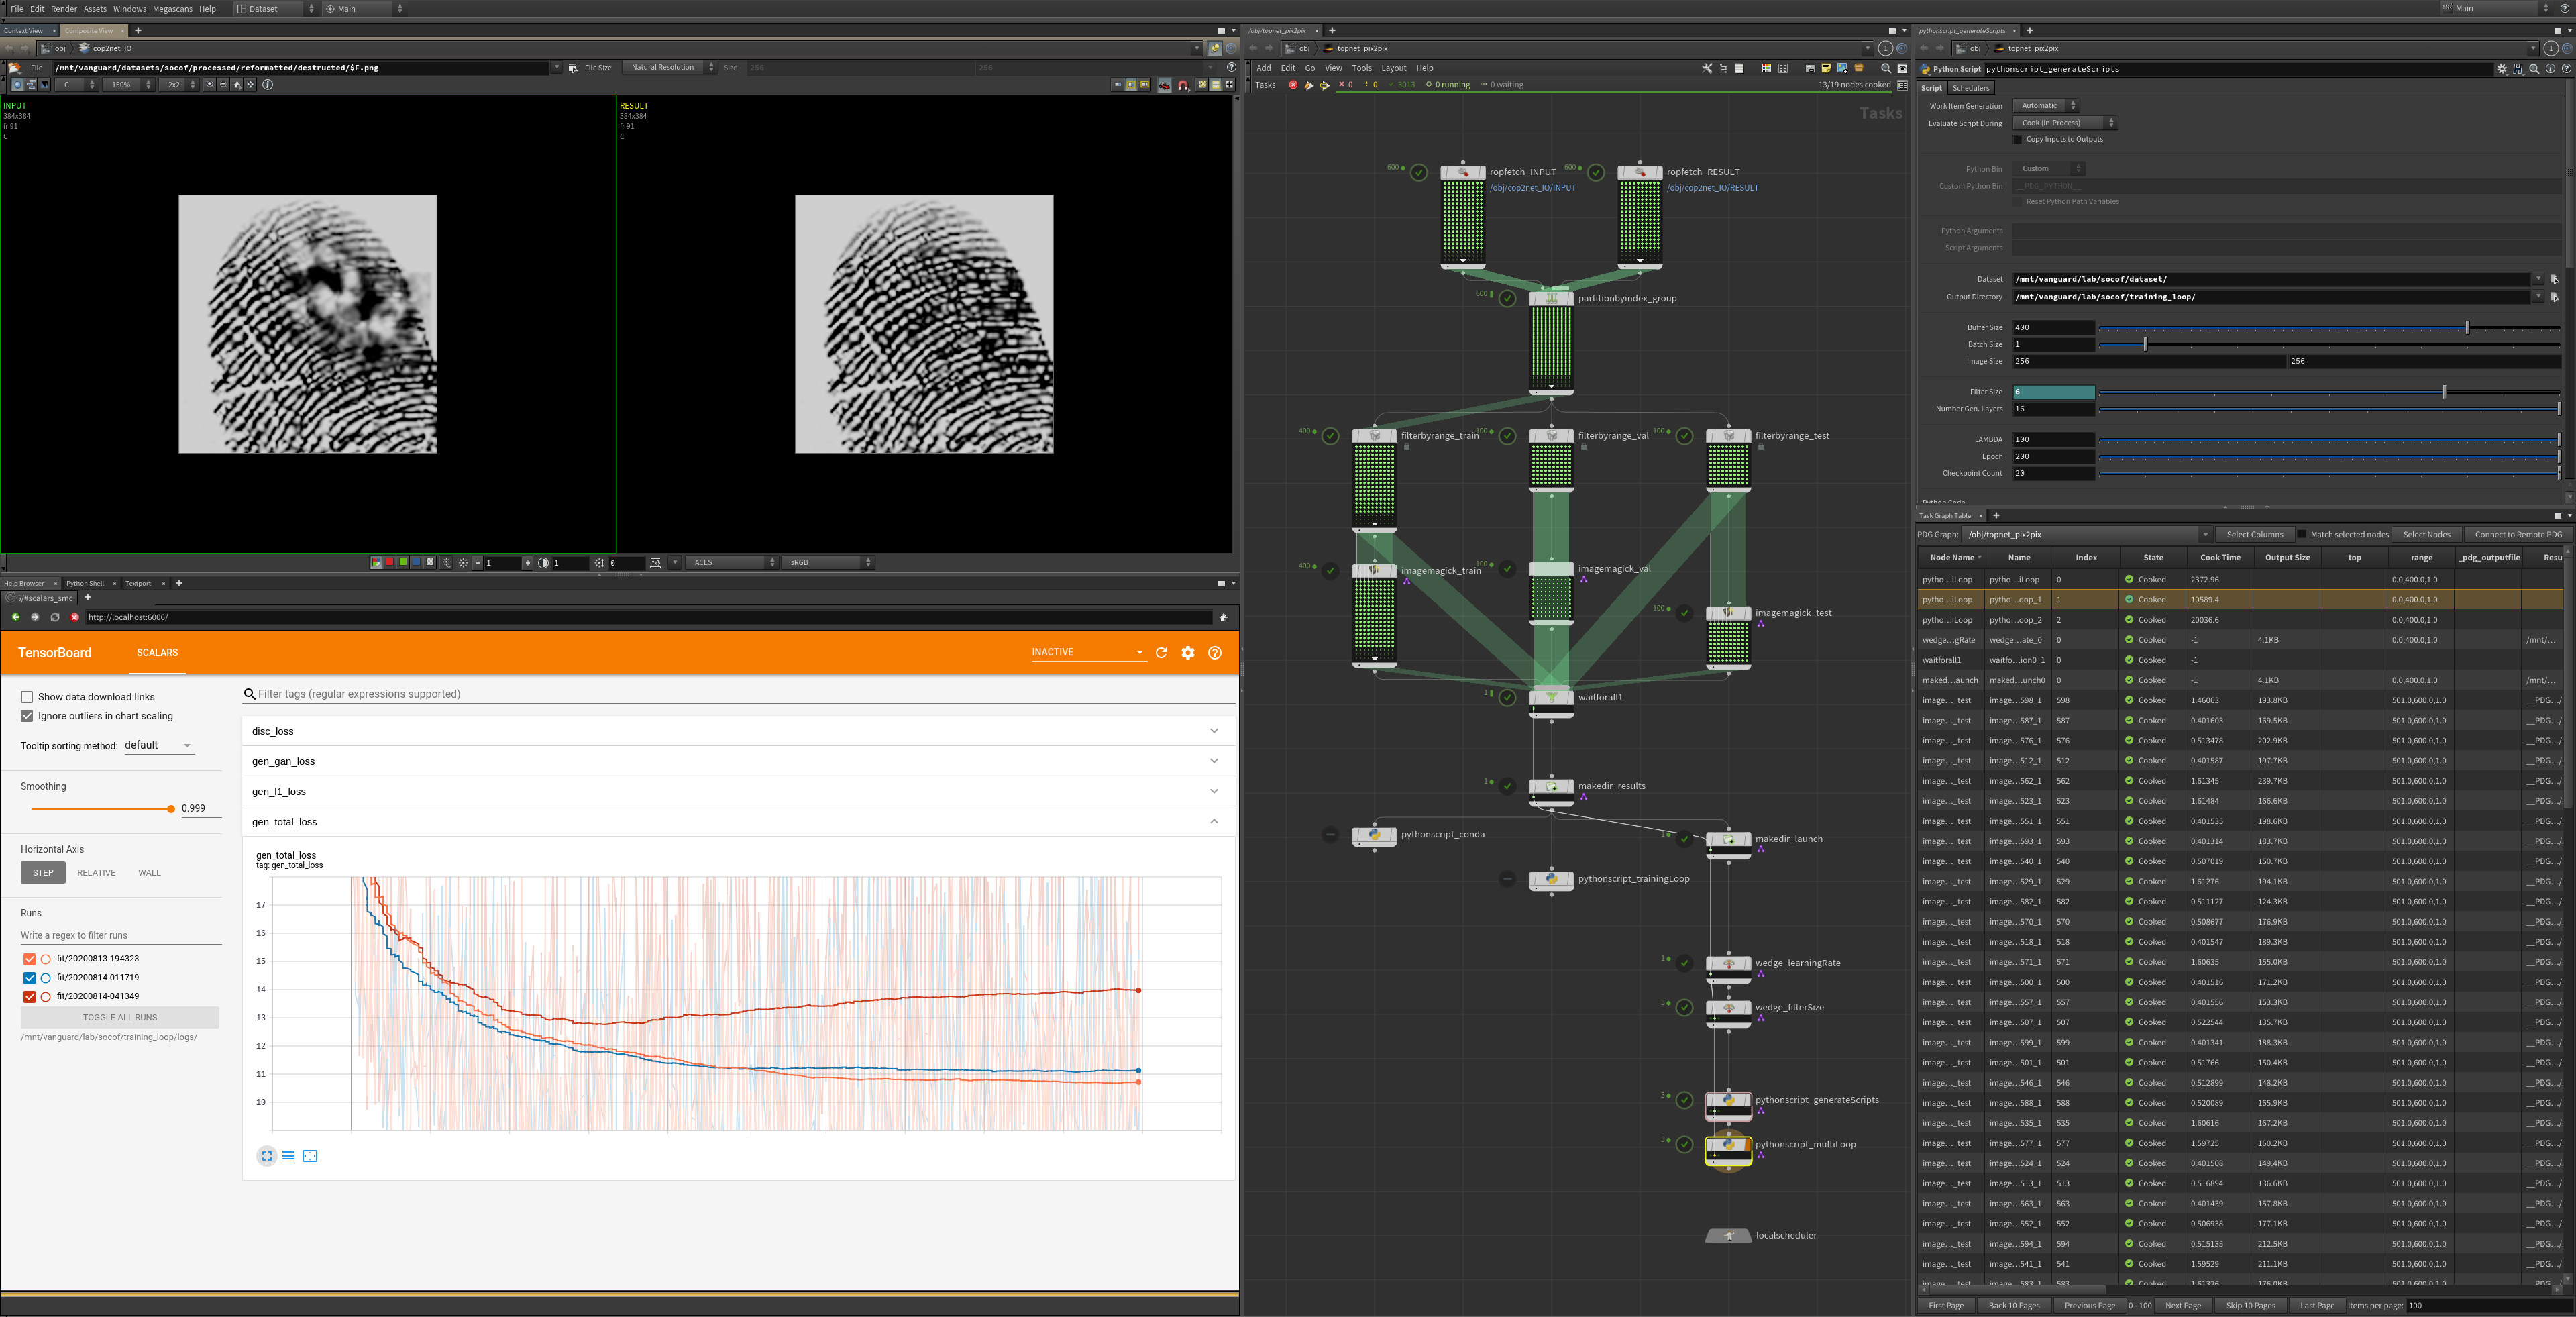 File Edit Render Assets Windows Megascans Help Dataset Main Main
Context View Composite View
obj cop2net_IO
File /mnt/vanguard/datasets/socof/processed/reformatted/destructed/$F.png File Size Natural Resolution Size 256 256
C 150% 2x2
INPUT
384x384
fr 91
C
RESULT
384x384
fr 91
C
1 1 0 ACES sRGB
Help Browser Python Shell Textport
5/#scalars_smc
http://localhost:6006/
TensorBoard SCALARS INACTIVE
Show data download links
Ignore outliers in chart scaling
Tooltip sorting method: default
Smoothing
0.999
Horizontal Axis
STEP RELATIVE WALL
Runs
Write a regex to filter runs
fit/20200813-194323
fit/20200814-011719
fit/20200814-041349
TOGGLE ALL RUNS
/mnt/vanguard/lab/socof/training_loop/logs/
Filter tags (regular expressions supported)
disc_loss
gen_gan_loss
gen_l1_loss
gen_total_loss
gen_total_loss
tag: gen_total_loss
17
16
15
14
13
12
11
10
/obj/topnet_pix2pix
obj topnet_pix2pix
Add Edit Go View Tools Layout Help
Tasks 0 0 3013 0 running 0 waiting 13/19 nodes cooked
Tasks
600 ropfetch_INPUT
/obj/cop2net_IO/INPUT
600 ropfetch_RESULT
/obj/cop2net_IO/RESULT
600 partitionbyindex_group
400 filterbyrange_train
100 filterbyrange_val
100 filterbyrange_test
400 imagemagick_train
100 imagemagick_val
100 imagemagick_test
1 waitforall1
1 makedir_results
pythonscript_conda
1 makedir_launch
pythonscript_trainingLoop
1 wedge_learningRate
3 wedge_filterSize
3 pythonscript_generateScripts
3 pythonscript_multiLoop
localscheduler
pythonscript_generateScripts
obj topnet_pix2pix
Python Script pythonscript_generateScripts
Script Schedulers
Work Item Generation Automatic
Evaluate Script During Cook (In-Process)
Copy Inputs to Outputs
Python Bin Custom
Custom Python Bin __PDG_PYTHON__
Reset Python Path Variables
Python Arguments
Script Arguments
Dataset /mnt/vanguard/lab/socof/dataset/
Output Directory /mnt/vanguard/lab/socof/training_loop/
Buffer Size 400
Batch Size 1
Image Size 256 256
Filter Size 6
Number Gen. Layers 16
LAMBDA 100
Epoch 200
Checkpoint Count 20
Python Code
Task Graph Table
PDG Graph: /obj/topnet_pix2pix Select Columns Match selected nodes Select Nodes Connect to Remote PDG
Node Name Name Index State Cook Time Output Size top range _pdg_outputfile Resu
pytho...iLoop pytho...iLoop 0 Cooked 2372.96 0.0,400.0,1.0
pytho...iLoop pytho...oop_1 1 Cooked 10589.4 0.0,400.0,1.0
pytho...iLoop pytho...oop_2 2 Cooked 20036.6 0.0,400.0,1.0
wedge...gRate wedge...ate_0 0 Cooked -1 4.1KB 0.0,400.0,1.0 /mnt/...
waitforall1 waitfo...ion0_1 0 Cooked -1
maked...aunch maked...unch0 0 Cooked -1 4.1KB 0.0,400.0,1.0 /mnt/...
image..._test image...598_1 598 Cooked 1.46063 193.8KB 501.0,600.0,1.0 __PDG.../
image..._test image...587_1 587 Cooked 0.401603 169.5KB 501.0,600.0,1.0 __PDG.../
image..._test image...576_1 576 Cooked 0.513478 202.9KB 501.0,600.0,1.0 __PDG.../
image..._test image...512_1 512 Cooked 0.401587 197.7KB 501.0,600.0,1.0 __PDG.../
image..._test image...562_1 562 Cooked 1.61345 239.7KB 501.0,600.0,1.0 __PDG.../
image..._test image...523_1 523 Cooked 1.61484 166.6KB 501.0,600.0,1.0 __PDG.../
image..._test image...551_1 551 Cooked 0.401535 198.6KB 501.0,600.0,1.0 __PDG.../
image..._test image...593_1 593 Cooked 0.401314 183.7KB 501.0,600.0,1.0 __PDG.../
image..._test image...540_1 540 Cooked 0.507019 150.7KB 501.0,600.0,1.0 __PDG.../
image..._test image...529_1 529 Cooked 1.61276 194.1KB 501.0,600.0,1.0 __PDG.../
image..._test image...582_1 582 Cooked 0.511127 124.3KB 501.0,600.0,1.0 __PDG.../
image..._test image...570_1 570 Cooked 0.508677 176.9KB 501.0,600.0,1.0 __PDG.../
image..._test image...518_1 518 Cooked 0.401547 189.3KB 501.0,600.0,1.0 __PDG.../
image..._test image...571_1 571 Cooked 1.60635 155.0KB 501.0,600.0,1.0 __PDG.../
image..._test image...500_1 500 Cooked 0.401516 171.2KB 501.0,600.0,1.0 __PDG.../
image..._test image...557_1 557 Cooked 0.401556 153.3KB 501.0,600.0,1.0 __PDG.../
image..._test image...507_1 507 Cooked 0.522544 135.7KB 501.0,600.0,1.0 __PDG.../
image..._test image...599_1 599 Cooked 0.401341 188.3KB 501.0,600.0,1.0 __PDG.../
image..._test image...501_1 501 Cooked 0.51766 150.4KB 501.0,600.0,1.0 __PDG.../
image..._test image...546_1 546 Cooked 0.512899 148.2KB 501.0,600.0,1.0 __PDG.../
image..._test image...588_1 588 Cooked 0.520089 165.9KB 501.0,600.0,1.0 __PDG.../
image..._test image...535_1 535 Cooked 1.60616 167.2KB 501.0,600.0,1.0 __PDG.../
image..._test image...577_1 577 Cooked 1.59725 160.2KB 501.0,600.0,1.0 __PDG.../
image..._test image...524_1 524 Cooked 0.401508 149.4KB 501.0,600.0,1.0 __PDG.../
image..._test image...513_1 513 Cooked 0.516894 136.6KB 501.0,600.0,1.0 __PDG.../
image..._test image...563_1 563 Cooked 0.401439 157.8KB 501.0,600.0,1.0 __PDG.../
image..._test image...552_1 552 Cooked 0.506938 177.1KB 501.0,600.0,1.0 __PDG.../
image..._test image...594_1 594 Cooked 0.515135 212.5KB 501.0,600.0,1.0 __PDG.../
image..._test image...541_1 541 Cooked 1.59529 211.1KB 501.0,600.0,1.0 __PDG.../
First Page Back 10 Pages Previous Page 0 - 100 Next Page Skip 10 Pages Last Page Items per page: 100